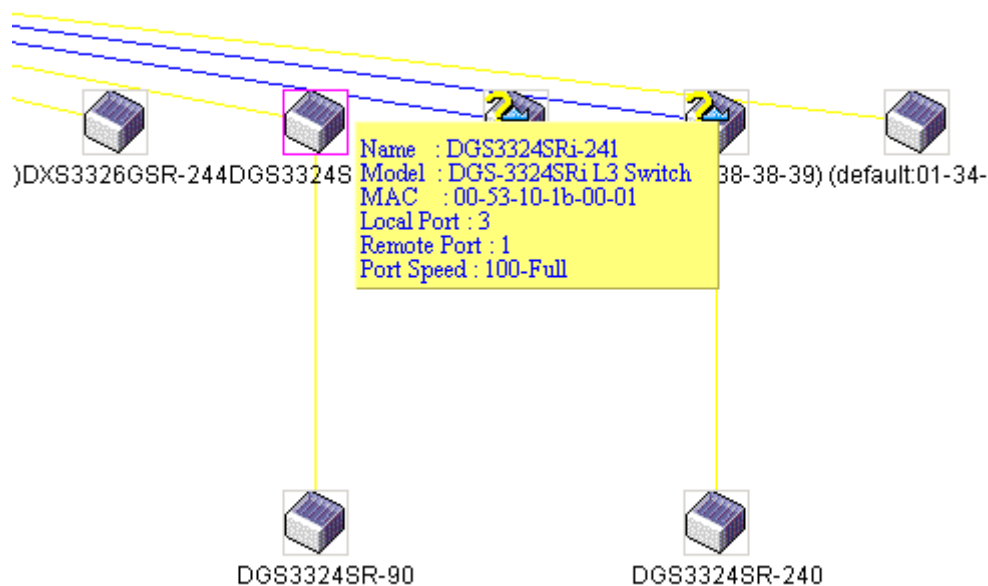 )DXS3326GSR-244DGS3324S
38-38-39) (default:01-34-
Name : DGS3324SRi-241
Model : DGS-3324SRi L3 Switch
MAC : 00-53-10-1b-00-01
Local Port : 3
Remote Port : 1
Port Speed : 100-Full
DGS3324SR-90
DGS3324SR-240